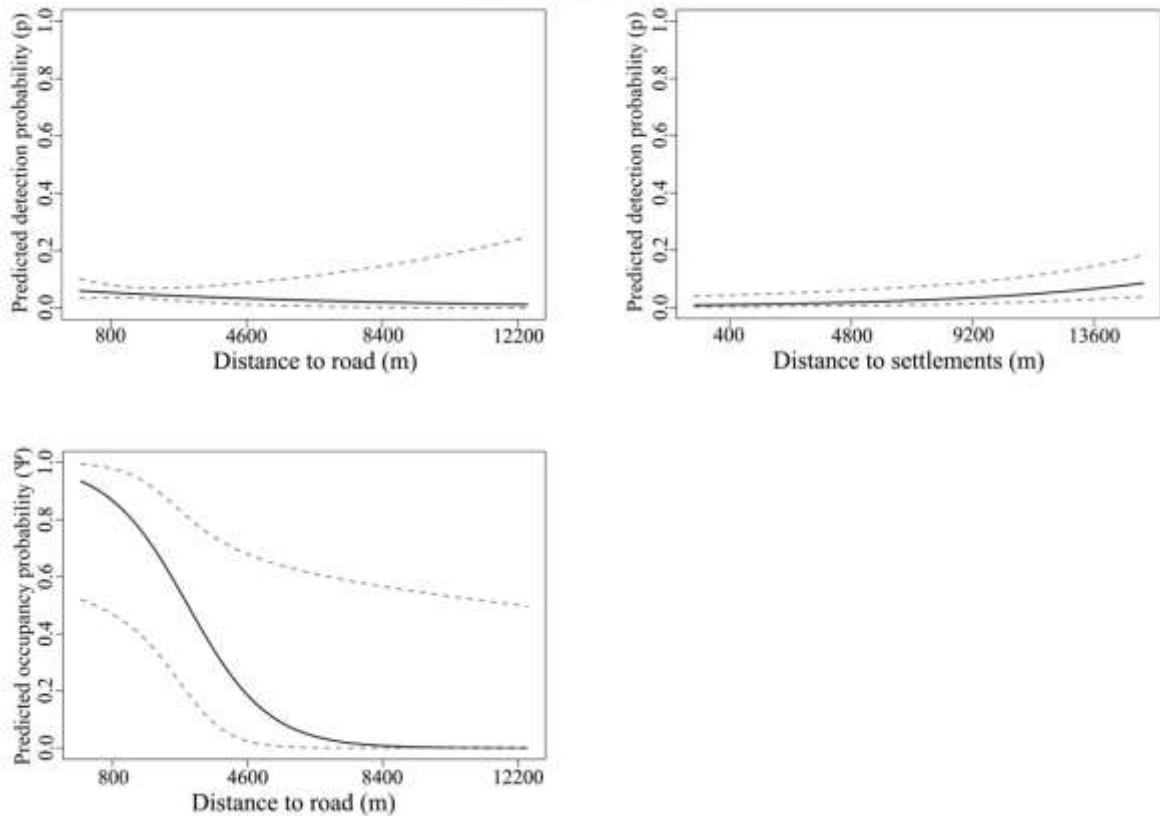 Predicted detection probability (p)
0.0 0.2 0.4 0.6 0.8 1.0
800 4600 8400 12200
Distance to road (m)
Predicted detection probability (p)
0.0 0.2 0.4 0.6 0.8 1.0
400 4800 9200 13600
Distance to settlements (m)
Predicted occupancy probability (Ψ)
0.0 0.2 0.4 0.6 0.8 1.0
800 4600 8400 12200
Distance to road (m)